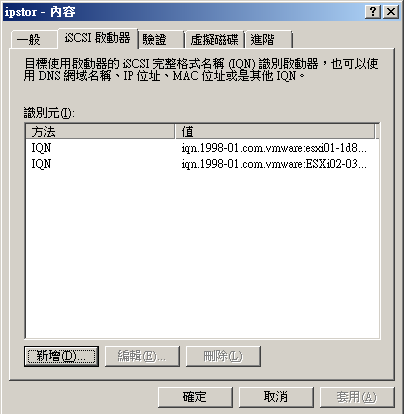 ipstor - 內容
一般 iSCSI 啟動器 驗證 虛擬磁碟 進階
目標使用啟動器的 iSCSI 完整格式名稱 (IQN) 識別啟動器，也可以使
用 DNS 網域名稱、IP 位址、MAC 位址或是其他 IQN。
識別元(I):
方法 值
IQN iqn.1998-01.com.vmware:esxi01-1d8...
IQN iqn.1998-01.com.vmware:ESXi02-03...
新增(D)... 編輯(E)... 刪除(L)
確定 取消 套用(A)